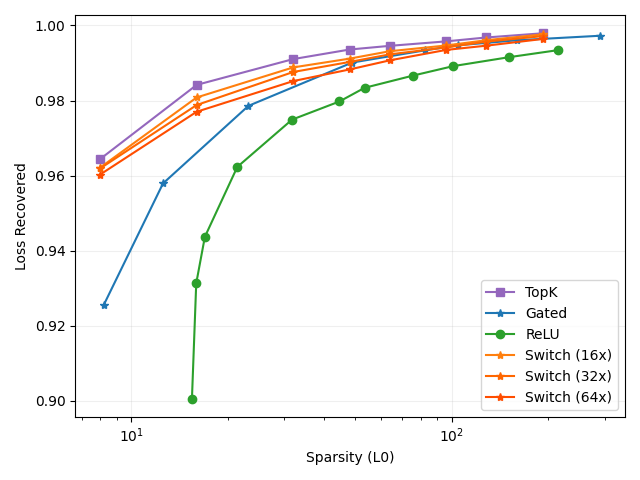 1.00
0.98
0.96
0.94
0.92
0.90
Loss Recovered
10¹
10²
Sparsity (L0)
TopK
Gated
ReLU
Switch (16x)
Switch (32x)
Switch (64x)